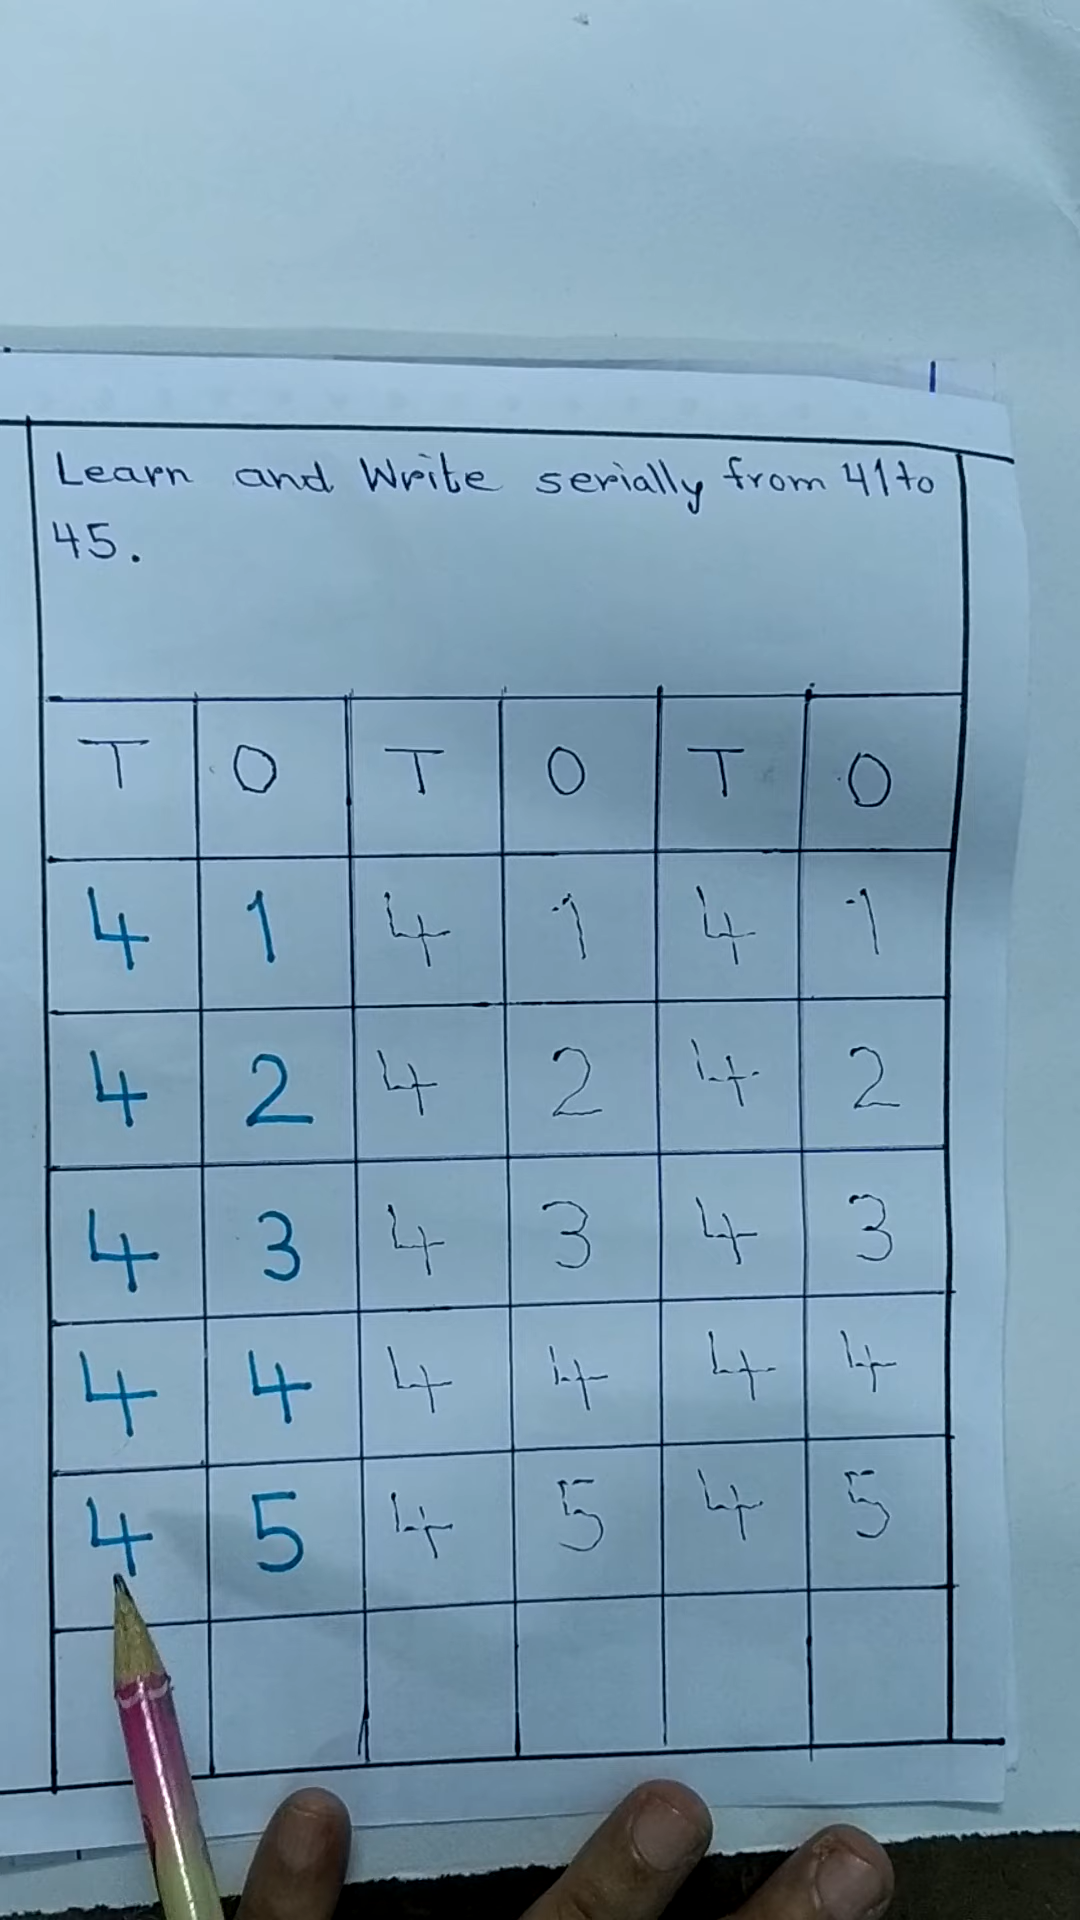 Learn and Write serially from 41 to
45.
T O T O T O
4 1 4 1 4 1
4 2 4 2 4 2
4 3 4 3 4 3
4 4 4 4 4 4
4 5 4 5 4 5